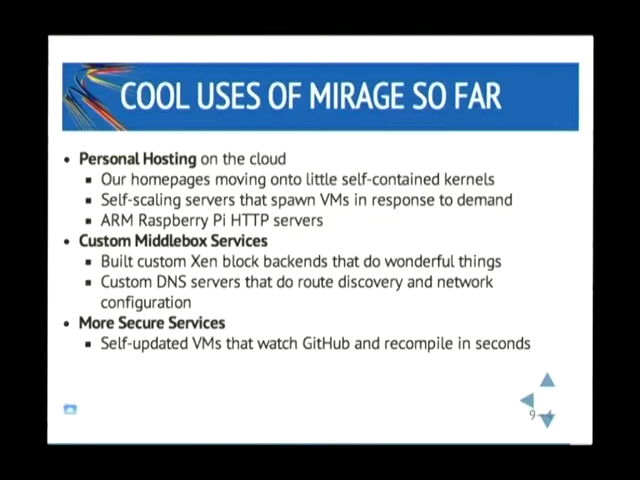 COOL USES OF MIRAGE SO FAR
• Personal Hosting on the cloud
▪ Our homepages moving onto little self-contained kernels
▪ Self-scaling servers that spawn VMs in response to demand
▪ ARM Raspberry Pi HTTP servers
• Custom Middlebox Services
▪ Built custom Xen block backends that do wonderful things
▪ Custom DNS servers that do route discovery and network
configuration
• More Secure Services
▪ Self-updated VMs that watch GitHub and recompile in seconds